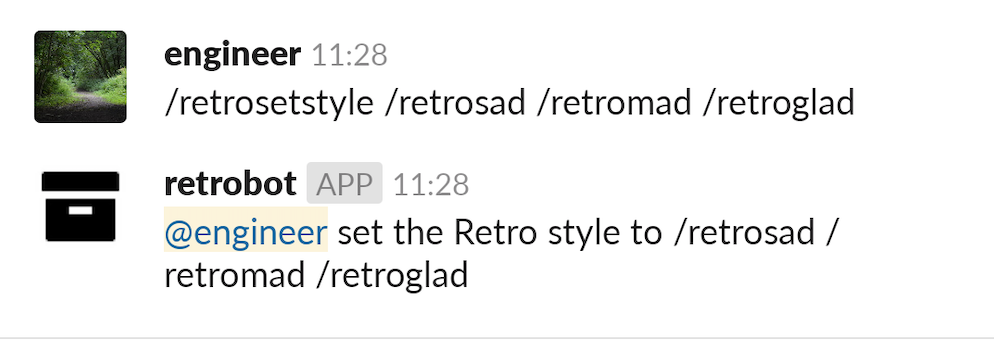 engineer 11:28
/retrosetstyle /retrosad /retromad /retroglad
retrobot APP 11:28
@engineer set the Retro style to /retrosad /
retromad /retroglad